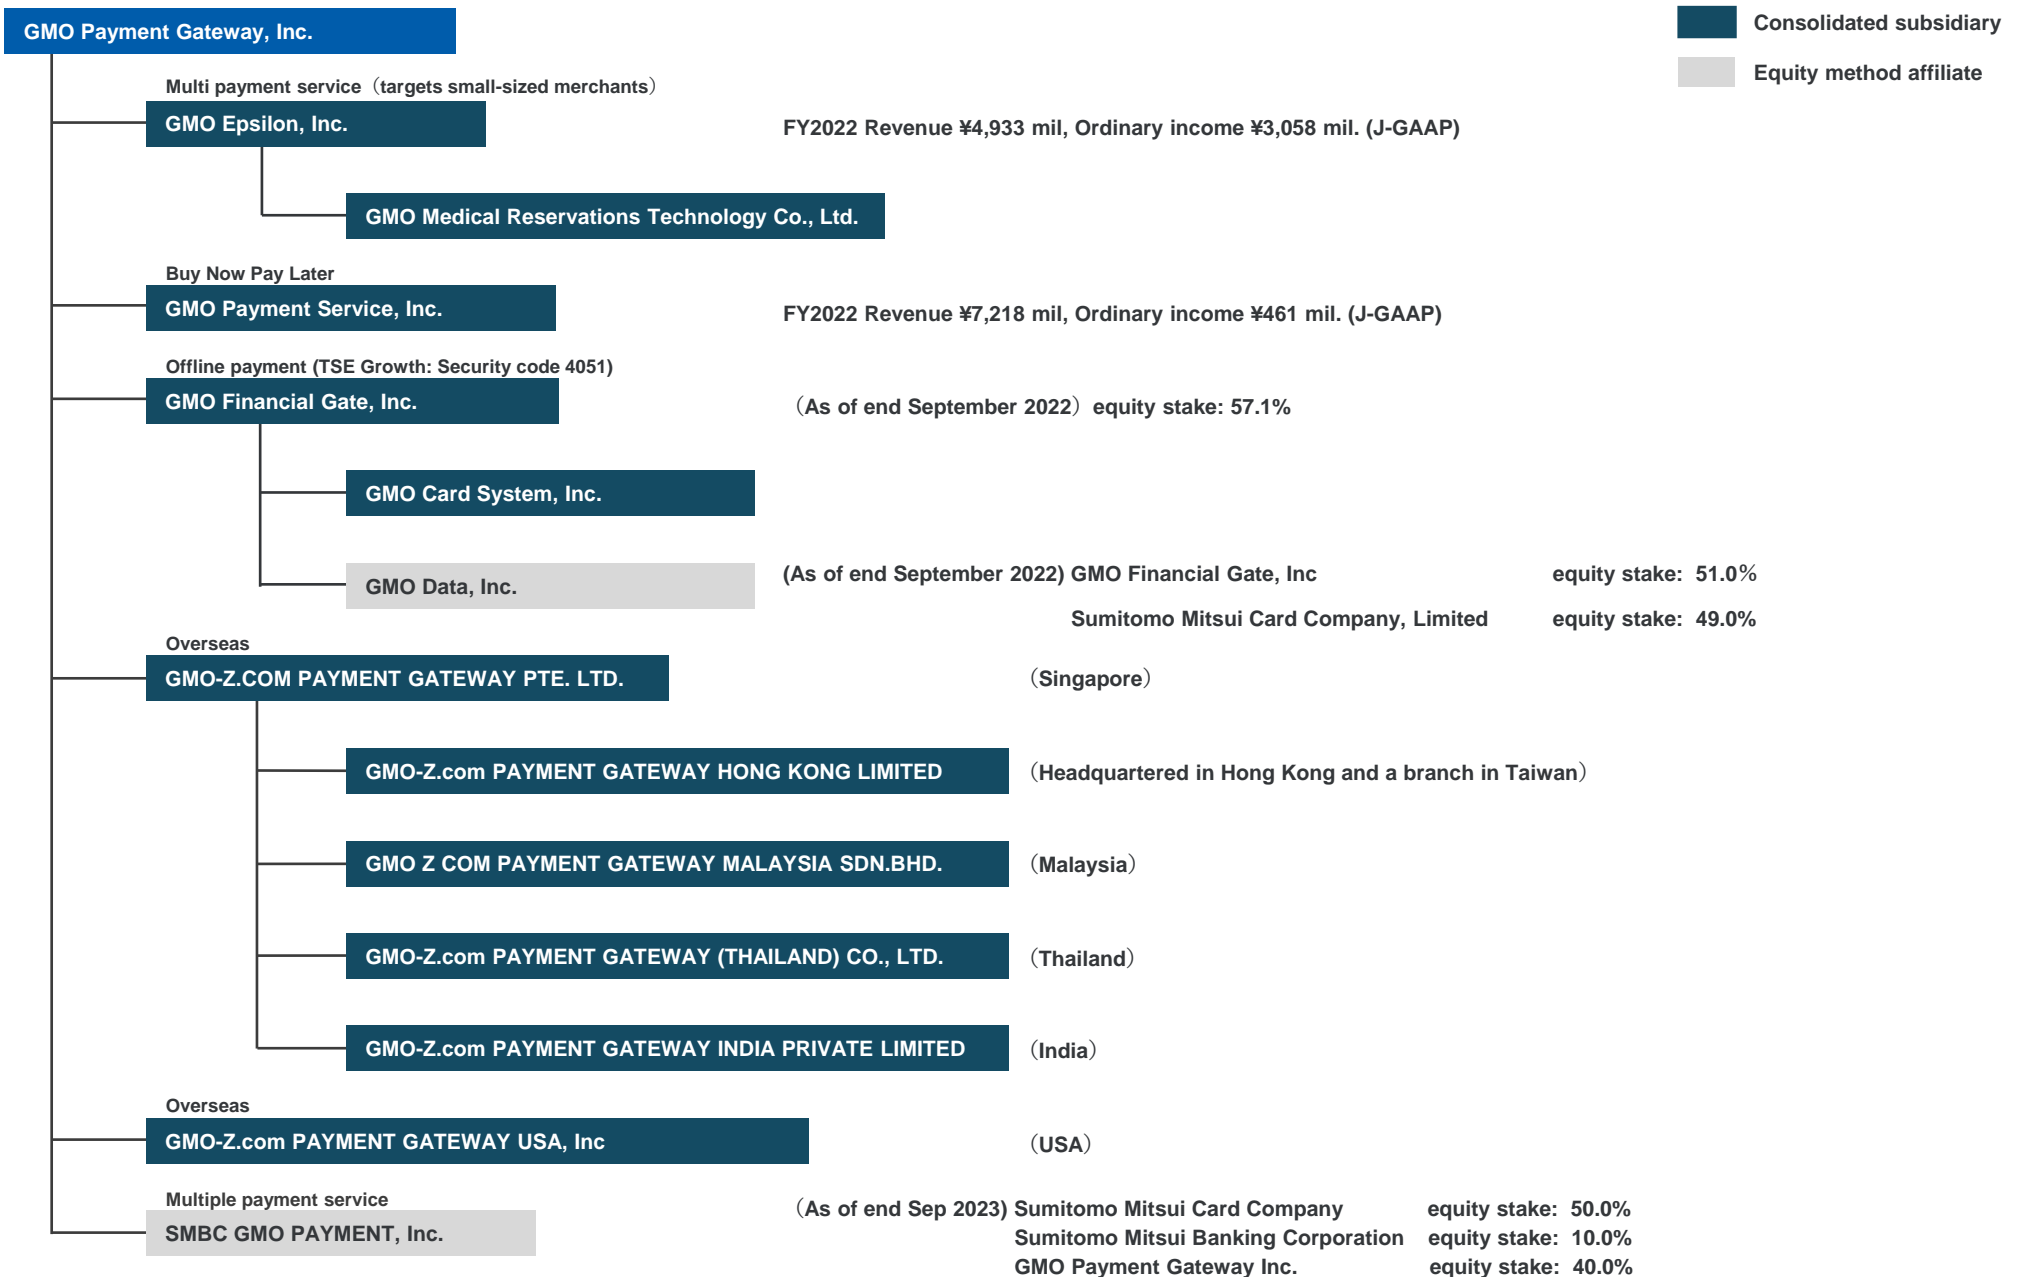 GMO Payment Gateway, Inc.
Consolidated subsidiary
Equity method affiliate
Multi payment service（targets small-sized merchants）
GMO Epsilon, Inc.
FY2022 Revenue ¥4,933 mil, Ordinary income ¥3,058 mil. (J-GAAP)
GMO Medical Reservations Technology Co., Ltd.
Buy Now Pay Later
GMO Payment Service, Inc.
FY2022 Revenue ¥7,218 mil, Ordinary income ¥461 mil. (J-GAAP)
Offline payment (TSE Growth: Security code 4051)
GMO Financial Gate, Inc.
（As of end September 2022）equity stake: 57.1%
GMO Card System, Inc.
GMO Data, Inc.
(As of end September 2022) GMO Financial Gate, Inc equity stake: 51.0％
Sumitomo Mitsui Card Company, Limited equity stake: 49.0%
Overseas
GMO-Z.COM PAYMENT GATEWAY PTE. LTD.
（Singapore）
GMO-Z.com PAYMENT GATEWAY HONG KONG LIMITED
（Headquartered in Hong Kong and a branch in Taiwan）
GMO Z COM PAYMENT GATEWAY MALAYSIA SDN.BHD.
（Malaysia）
GMO-Z.com PAYMENT GATEWAY (THAILAND) CO., LTD.
（Thailand）
GMO-Z.com PAYMENT GATEWAY INDIA PRIVATE LIMITED
（India）
Overseas
GMO-Z.com PAYMENT GATEWAY USA, Inc
（USA）
Multiple payment service
SMBC GMO PAYMENT, Inc.
（As of end Sep 2023) Sumitomo Mitsui Card Company equity stake: 50.0%
Sumitomo Mitsui Banking Corporation equity stake: 10.0%
GMO Payment Gateway Inc. equity stake: 40.0%